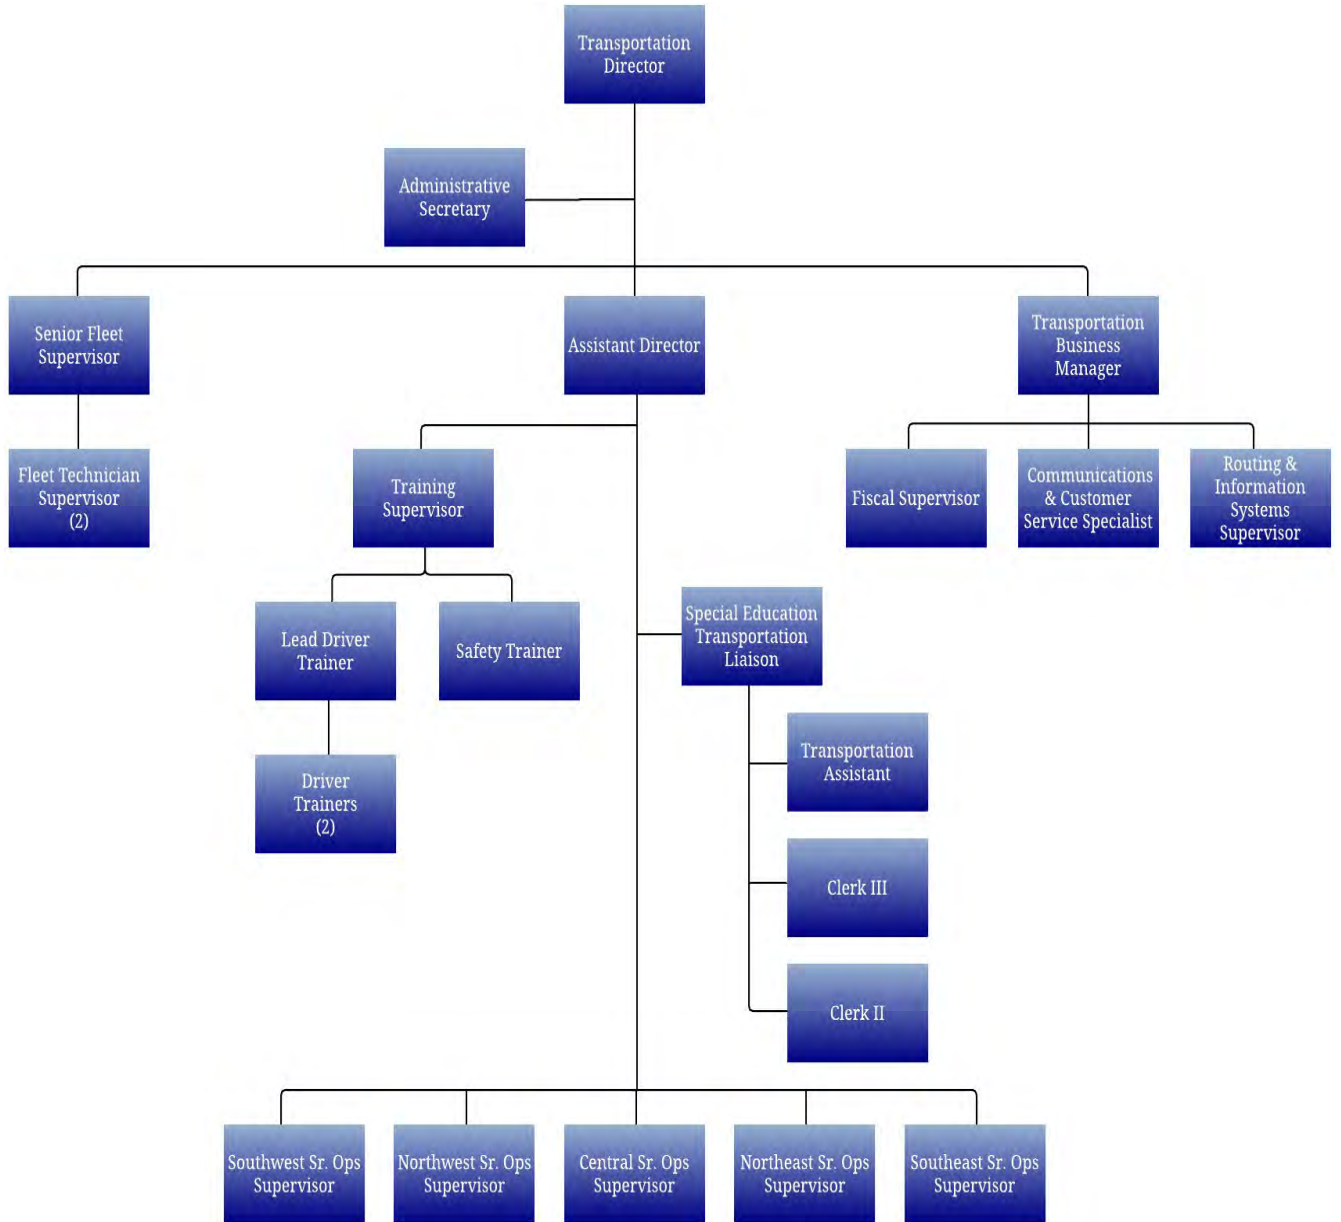 Transportation
Director
Administrative
Secretary
Senior Fleet
Supervisor
Assistant Director
Transportation
Business
Manager
Fleet Technician
Supervisor
(2)
Training
Supervisor
Fiscal Supervisor
Communications
& Customer
Service Specialist
Routing &
Information
Systems
Supervisor
Lead Driver
Trainer
Safety Trainer
Special Education
Transportation
Liaison
Driver
Trainers
(2)
Transportation
Assistant
Clerk III
Clerk II
Southwest Sr. Ops
Supervisor
Northwest Sr. Ops
Supervisor
Central Sr. Ops
Supervisor
Northeast Sr. Ops
Supervisor
Southeast Sr. Ops
Supervisor